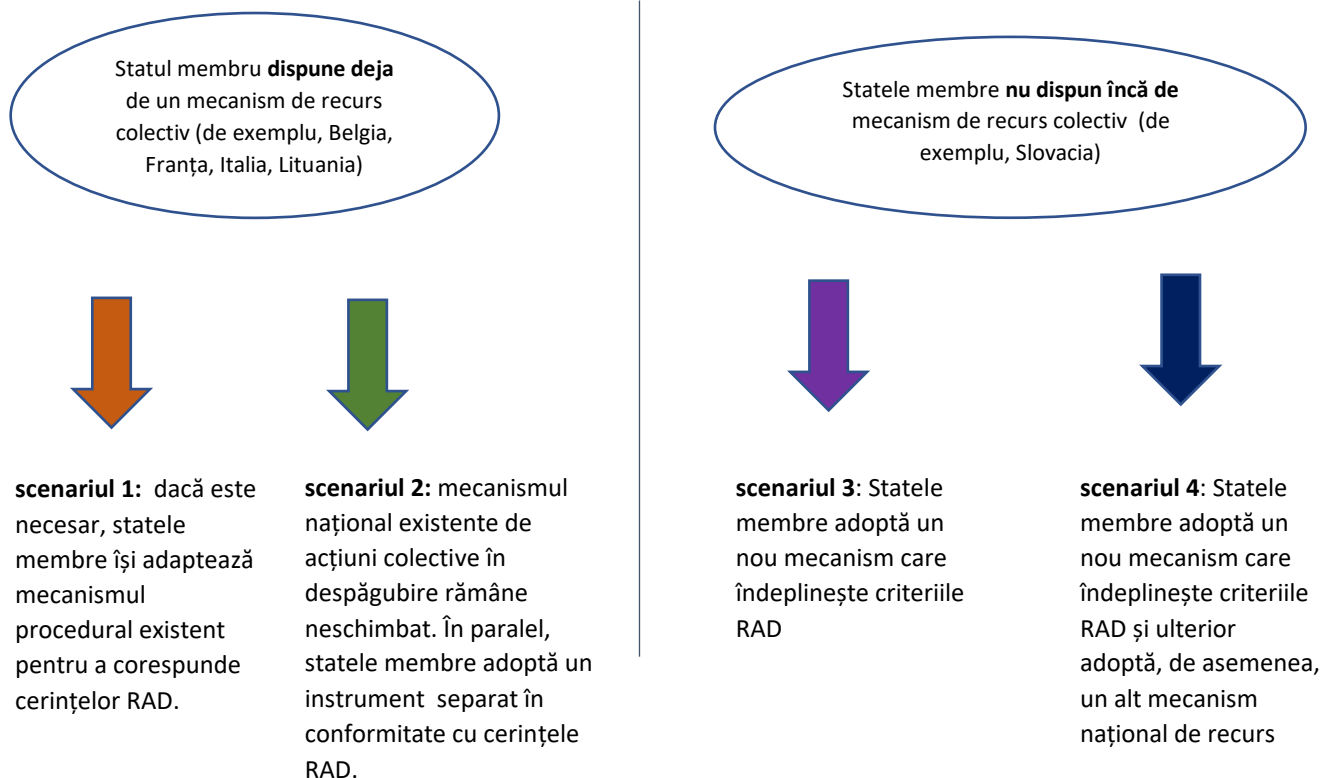 Statul membru dispune deja
de un mecanism de recurs
colectiv (de exemplu, Belgia,
Franța, Italia, Lituania)
Statele membre nu dispun încă de
mecanism de recurs colectiv (de
exemplu, Slovacia)
scenariul 1: dacă este
necesar, statele
membre își adaptează
mecanismul
procedural existent
pentru a corespunde
cerințelor RAD.
scenariul 2: mecanismul
național existente de
acțiuni colective în
despăgubire rămâne
neschimbat. În paralel,
statele membre adoptă un
instrument separat în
conformitate cu cerințele
RAD.
scenariul 3: Statele
membre adoptă un
nou mecanism care
îndeplinește criteriile
RAD
scenariul 4: Statele
membre adoptă un
nou mecanism care
îndeplinește criteriile
RAD și ulterior
adoptă, de asemenea,
un alt mecanism
național de recurs